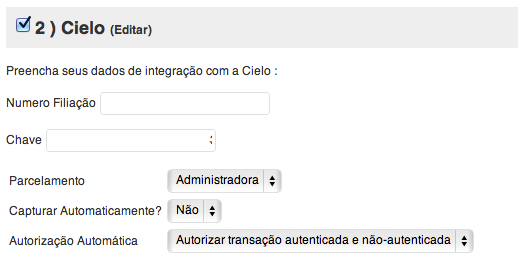 2 ) Cielo (Editar)
Preencha seus dados de integração com a Cielo :
Numero Filiação
Chave
Parcelamento Administradora
Capturar Automaticamente? Não
Autorização Automática Autorizar transação autenticada e não-autenticada